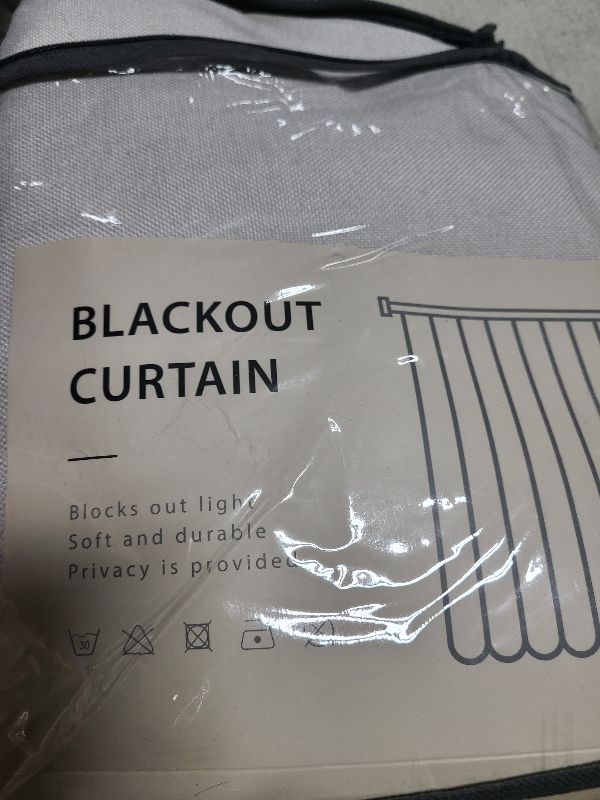 BLACKOUT
CURTAIN
Blocks out light
Soft and durable
Privacy is provided
30